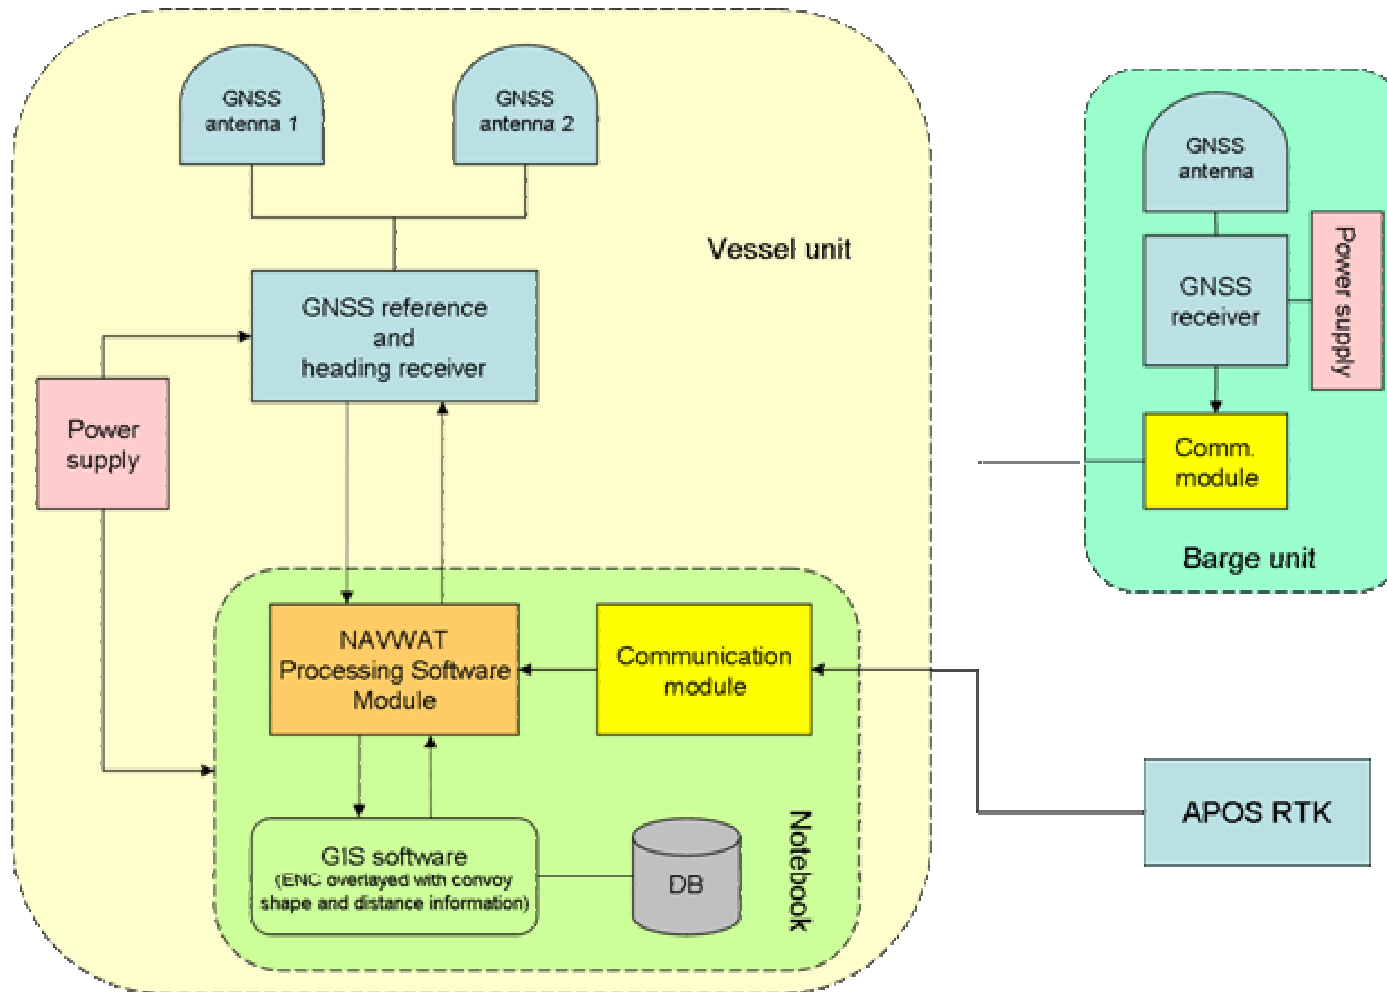 GNSS
antenna 1
GNSS
antenna 2
Vessel unit
GNSS reference
and
heading receiver
Power
supply
NAVWAT
Processing Software
Module
Communication
module
GIS software
(ENC overlayed with convoy
shape and distance information)
DB
Notebook
GNSS
antenna
GNSS
receiver
Power supply
Comm.
module
Barge unit
APOS RTK